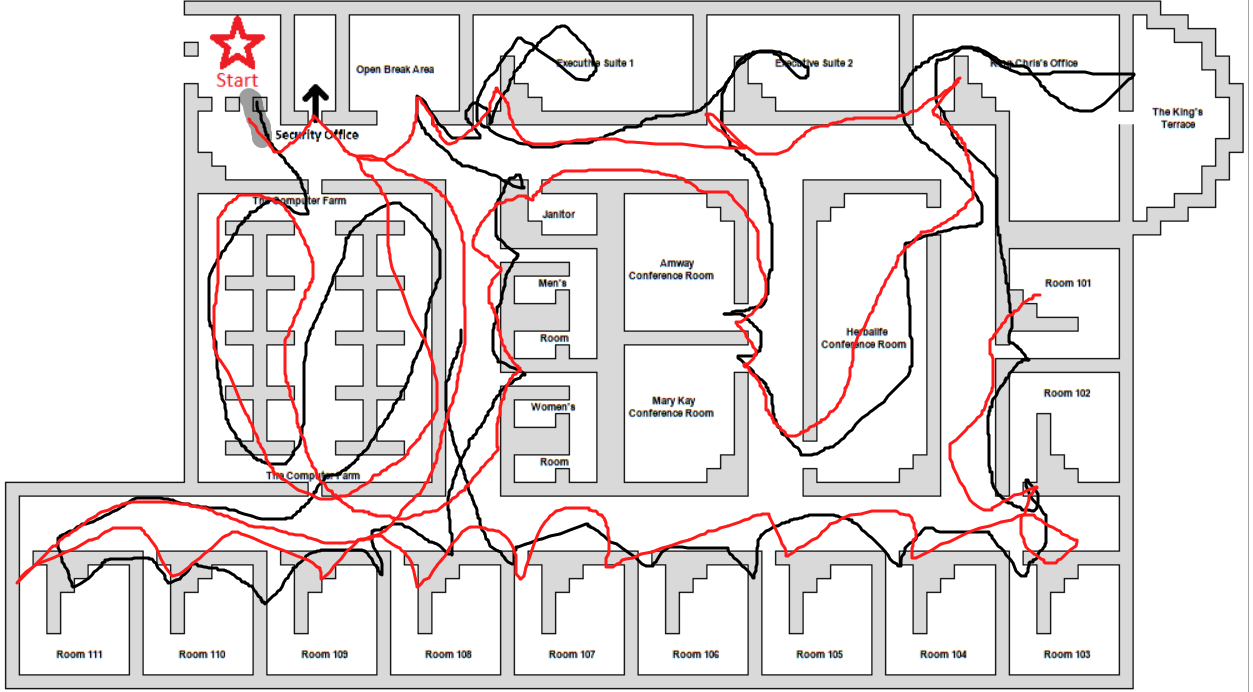 Start
Open Break Area
Executive Suite 1
Executive Suite 2
King Chris's Office
The King's
Terrace
Security Office
The Computer Farm
Janitor
Amway
Conference Room
Men's
Room
Room 101
Herbalife
Conference Room
Room 102
Women's
Room
Mary Kay
Conference Room
The Computer Farm
Room 111
Room 110
Room 109
Room 108
Room 107
Room 106
Room 105
Room 104
Room 103